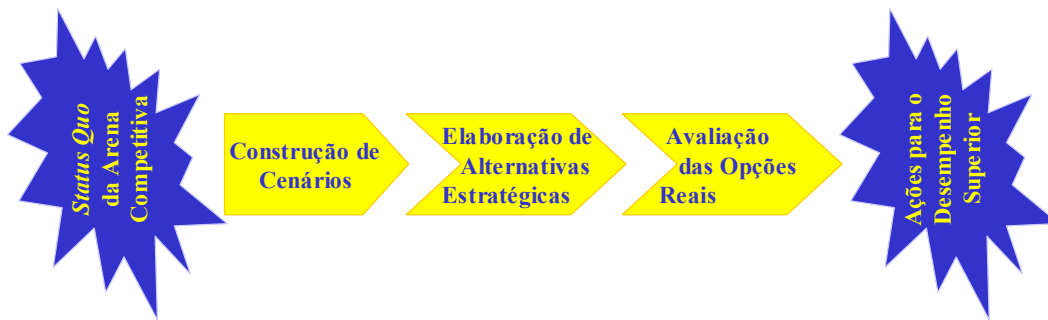 Status Quo
da Arena
Competitiva
Construção de
Cenários
Elaboração de
Alternativas
Estratégicas
Avaliação
das Opções
Reais
Ações para o
Desempenho
Superior